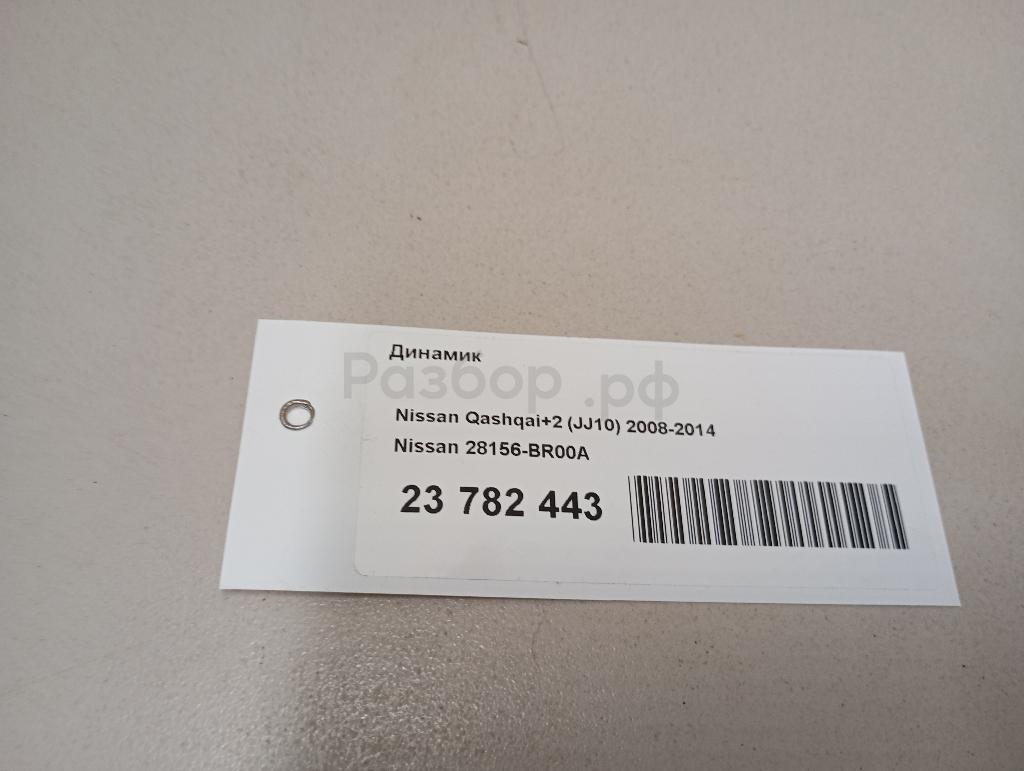 Динамик
Разбор.рф
Nissan Qashqai+2 (JJ10) 2008-2014
Nissan 28156-BR00A
23 782 443